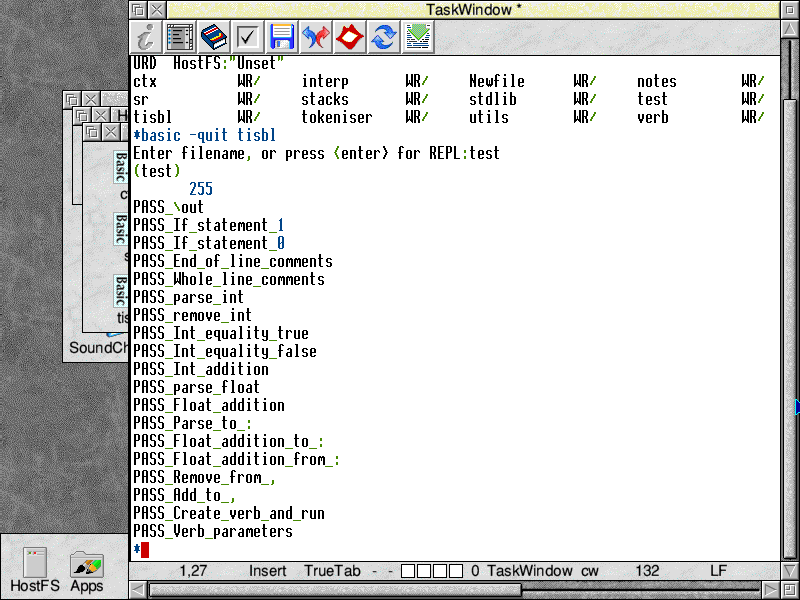 TaskWindow *
URD HostFS:"Unset"
ctx WR/ interp WR/ Newfile WR/ notes WR/
sr WR/ stacks WR/ stdlib WR/ test WR/
tisbl WR/ tokeniser WR/ utils WR/ verb WR/
*basic -quit tisbl
Enter filename, or press <enter> for REPL:test
(test)
255
PASS_\out
PASS_If_statement_1
PASS_If_statement_0
PASS_End_of_line_comments
PASS_Whole_line_comments
PASS_parse_int
PASS_remove_int
PASS_Int_equality_true
PASS_Int_equality_false
PASS_Int_addition
PASS_parse_float
PASS_Float_addition
PASS_Parse_to_:
PASS_Float_addition_to_:
PASS_Float_addition_from_:
PASS_Remove_from_,
PASS_Add_to_,
PASS_Create_verb_and_run
PASS_Verb_parameters
*
1,27 Insert TrueTab - - 0 TaskWindow cw 132 LF
H
Basic
c
Basic
s
Basic
tis
SoundCh
HostFS Apps